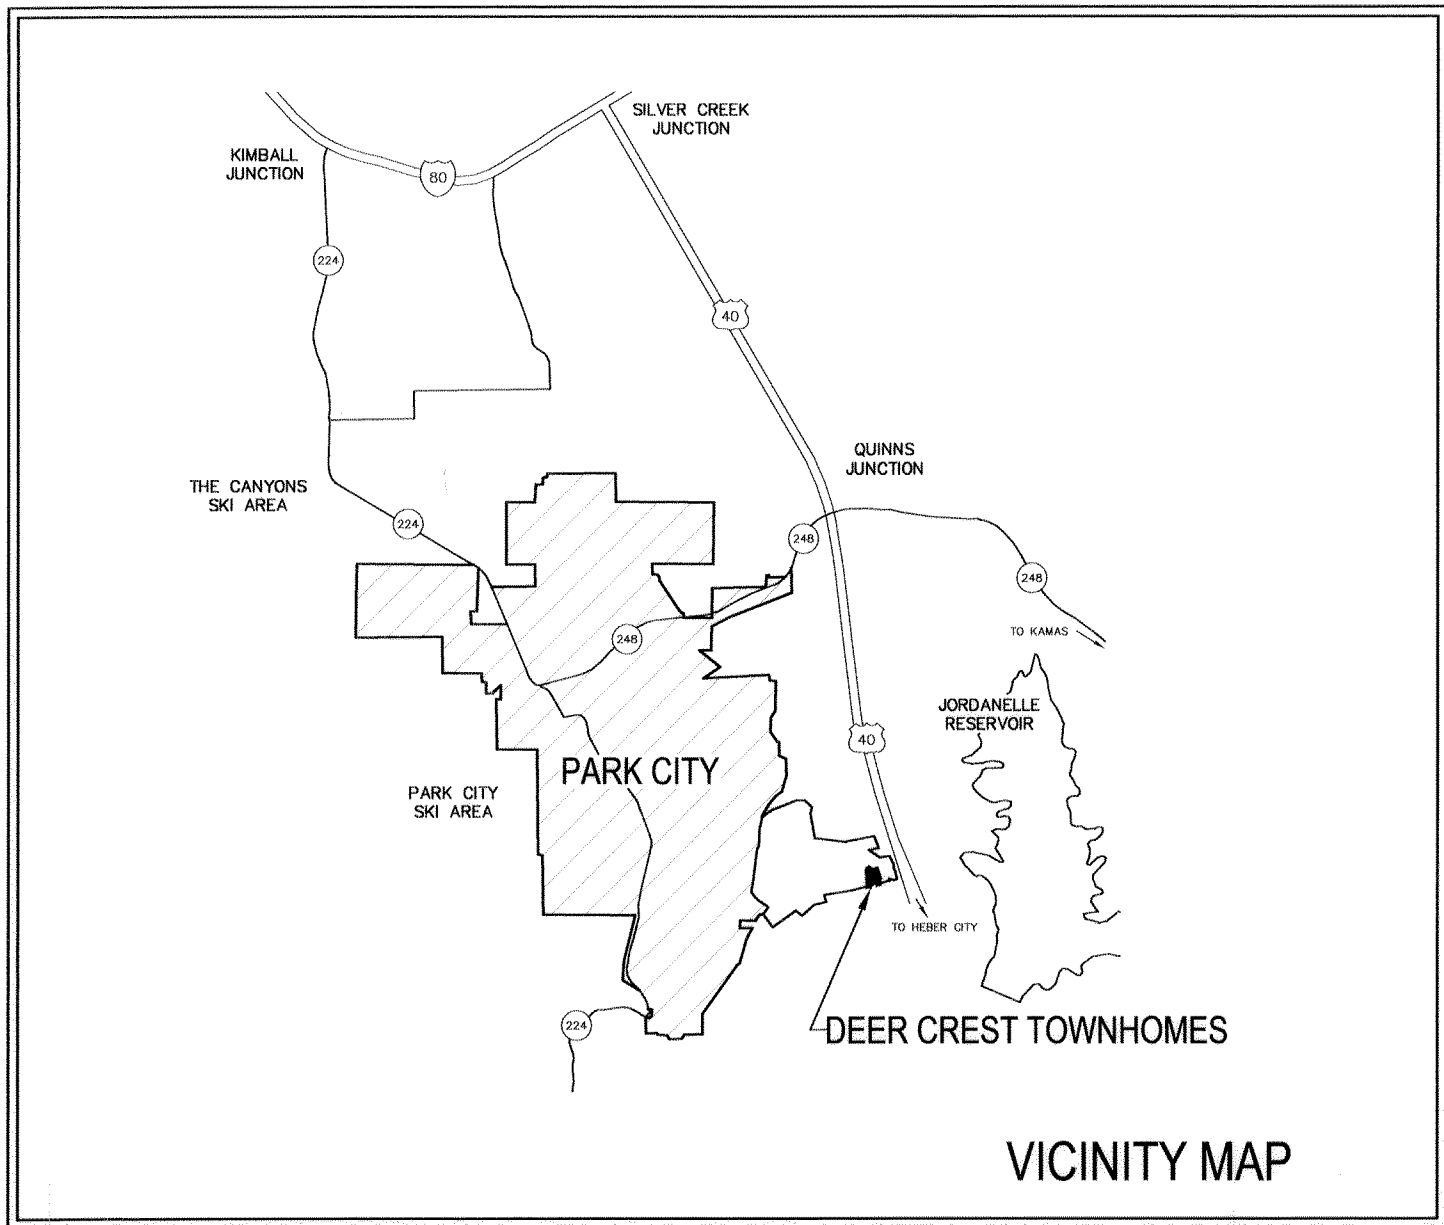 SILVER CREEK
JUNCTION
KIMBALL
JUNCTION
80
224
40
QUINNS
JUNCTION
THE CANYONS
SKI AREA
224
248
248
TO KAMAS
248
JORDANELLE
RESERVOIR
40
PARK CITY
PARK CITY
SKI AREA
TO HEBER CITY
224
DEER CREST TOWNHOMES
VICINITY MAP